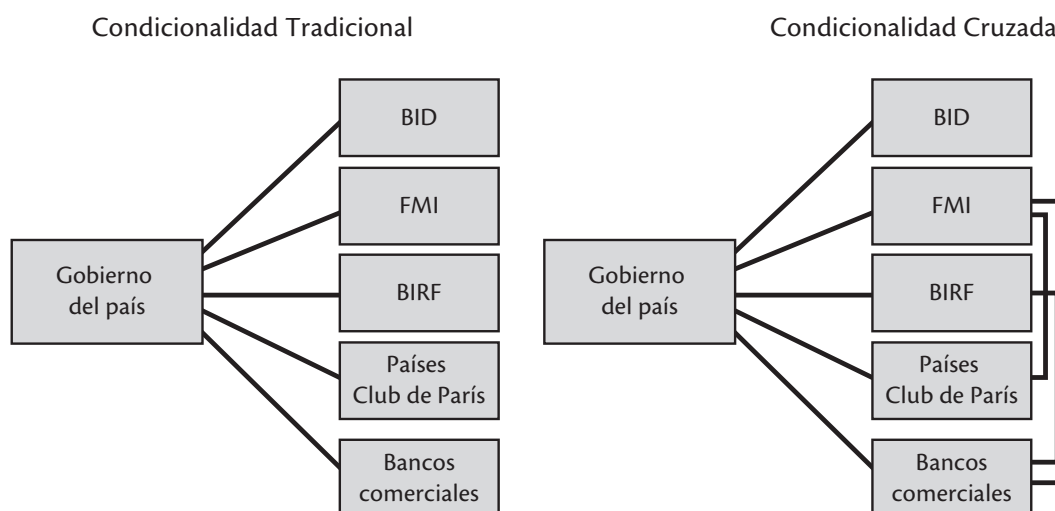 Condicionalidad Tradicional
BID
FMI
Gobierno
del país
BIRF
Países
Club de París
Bancos
comerciales
Condicionalidad Cruzada
BID
FMI
Gobierno
del país
BIRF
Países
Club de París
Bancos
comerciales